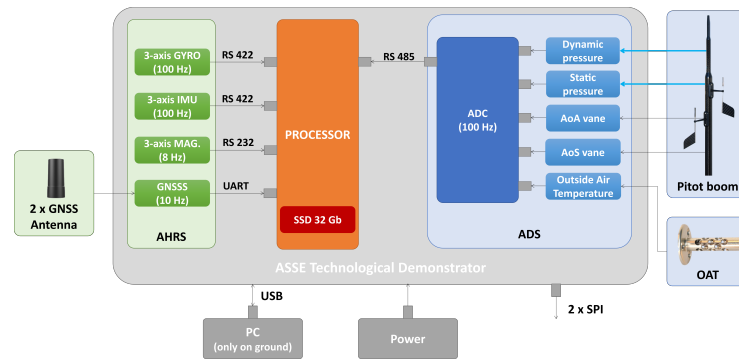 3-axis GYRO
(100 Hz)
RS 422
3-axis IMU
(100 Hz)
RS 422
3-axis MAG.
(8 Hz)
RS 232
GNSSS
(10 Hz)
UART
AHRS
2 x GNSS
Antenna
PROCESSOR
SSD 32 Gb
RS 485
ADC
(100 Hz)
Dynamic
pressure
Static
pressure
AoA vane
AoS vane
Outside Air
Temperature
ADS
Pitot boom
OAT
ASSE Technological Demonstrator
USB
PC
(only on ground)
Power
2 x SPI